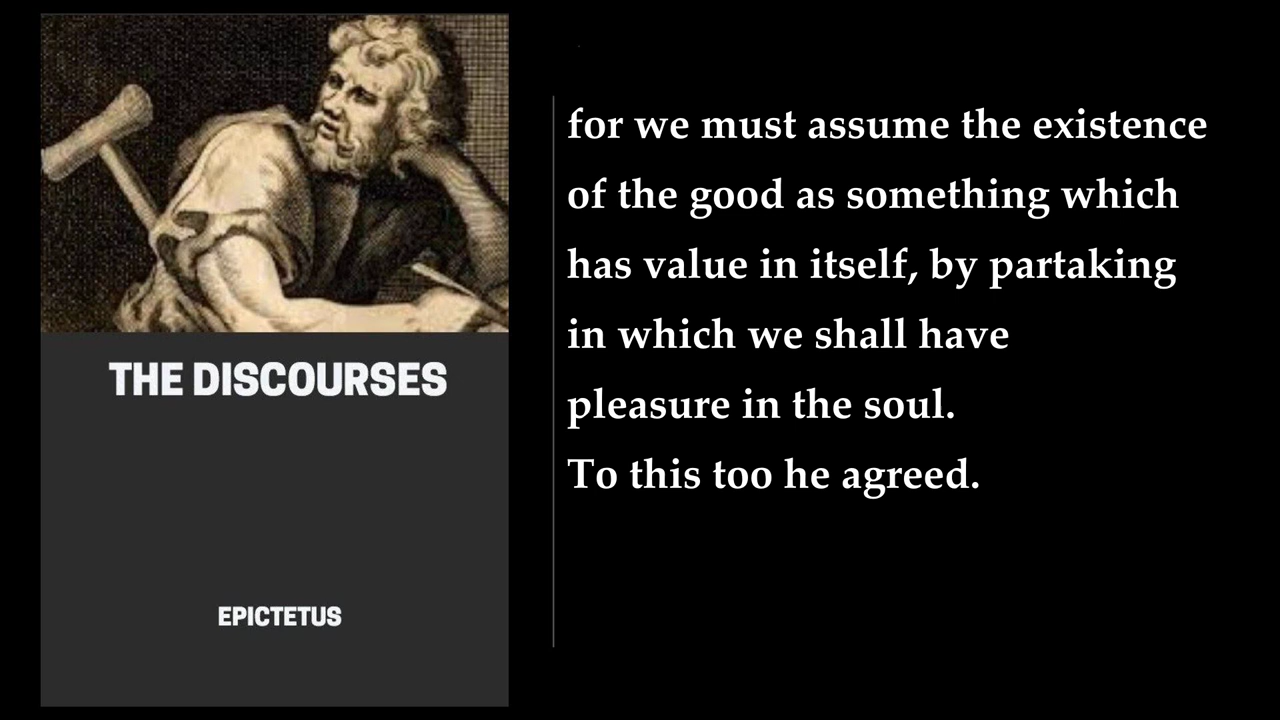 THE DISCOURSES
EPICTETUS
for we must assume the existence
of the good as something which
has value in itself, by partaking
in which we shall have
pleasure in the soul.
To this too he agreed.